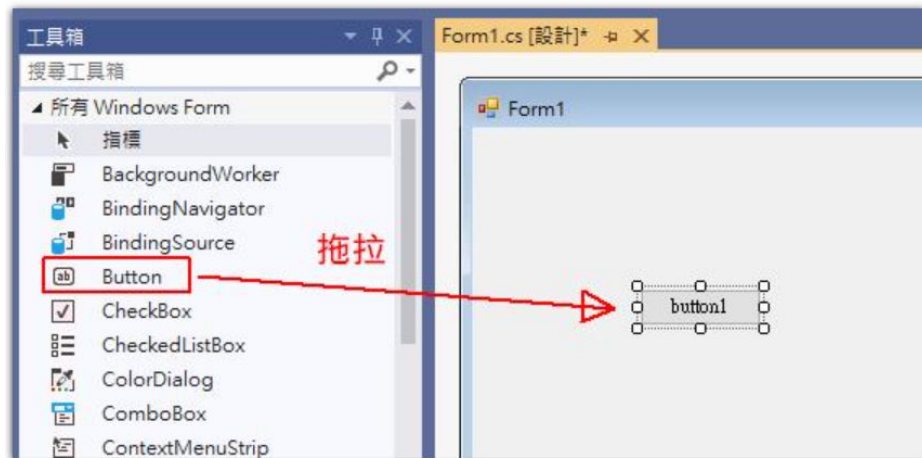 工具箱
搜尋工具箱
所有 Windows Form
指標
BackgroundWorker
BindingNavigator
BindingSource
Button
CheckBox
CheckedListBox
ColorDialog
ComboBox
ContextMenuStrip
拖拉
Form1.cs [設計]*
Form1
button1